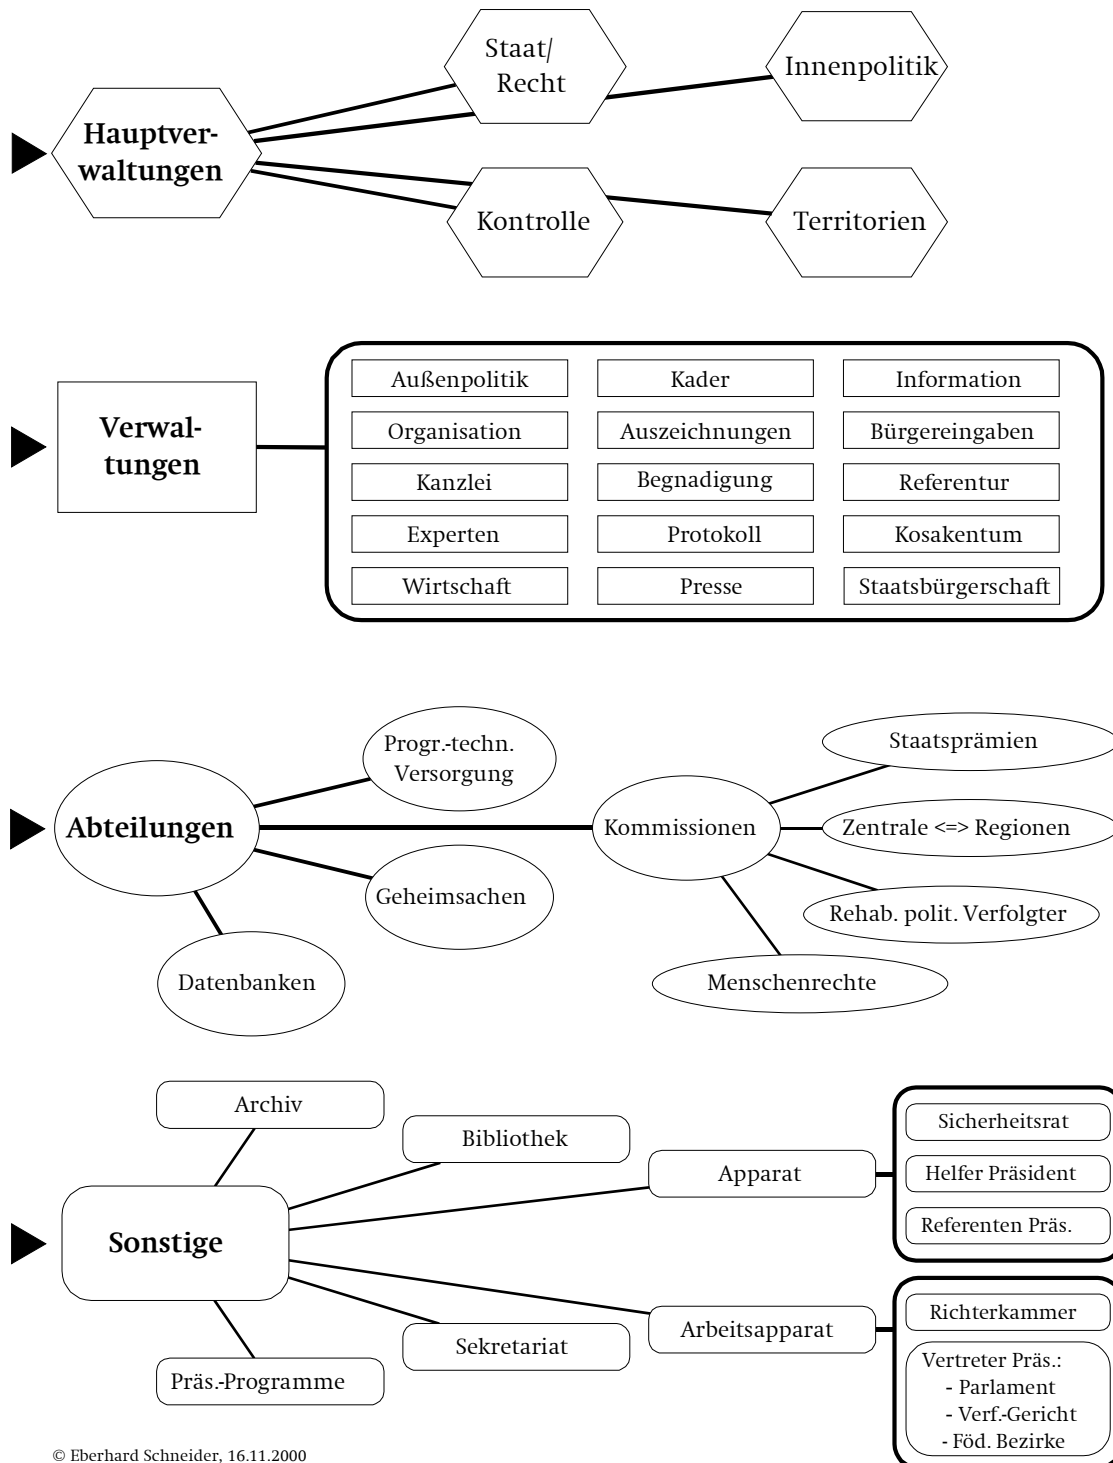 Staat/
Recht
Innenpolitik
Hauptver-
waltungen
Kontrolle
Territorien
Verwal-
tungen
Außenpolitik
Kader
Information
Organisation
Auszeichnungen
Bürgereingaben
Kanzlei
Begnadigung
Referentur
Experten
Protokoll
Kosakentum
Wirtschaft
Presse
Staatsbürgerschaft
Abteilungen
Progr.-techn.
Versorgung
Geheimsachen
Datenbanken
Kommissionen
Staatsprämien
Zentrale <=> Regionen
Rehab. polit. Verfolgter
Menschenrechte
Sonstige
Archiv
Bibliothek
Apparat
Sicherheitsrat
Helfer Präsident
Referenten Präs.
Arbeitsapparat
Richterkammer
Vertreter Präs.:
- Parlament
- Verf.-Gericht
- Föd. Bezirke
Sekretariat
Präs.-Programme
© Eberhard Schneider, 16.11.2000